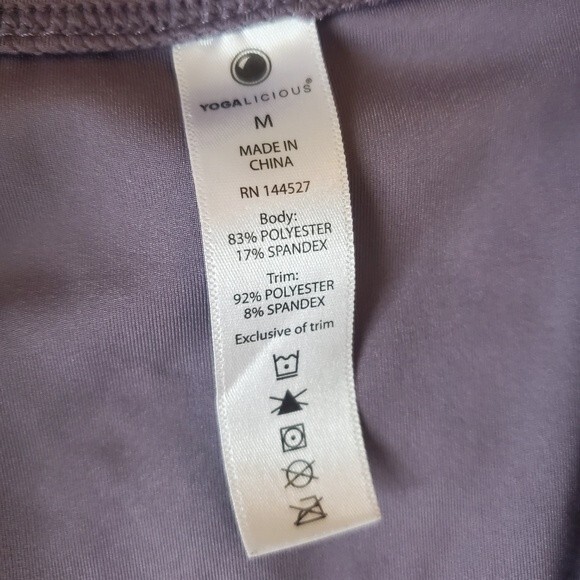 YOGALICIOUS®
M
MADE IN
CHINA
RN 144527
Body:
83% POLYESTER
17% SPANDEX
Trim:
92% POLYESTER
8% SPANDEX
Exclusive of trim